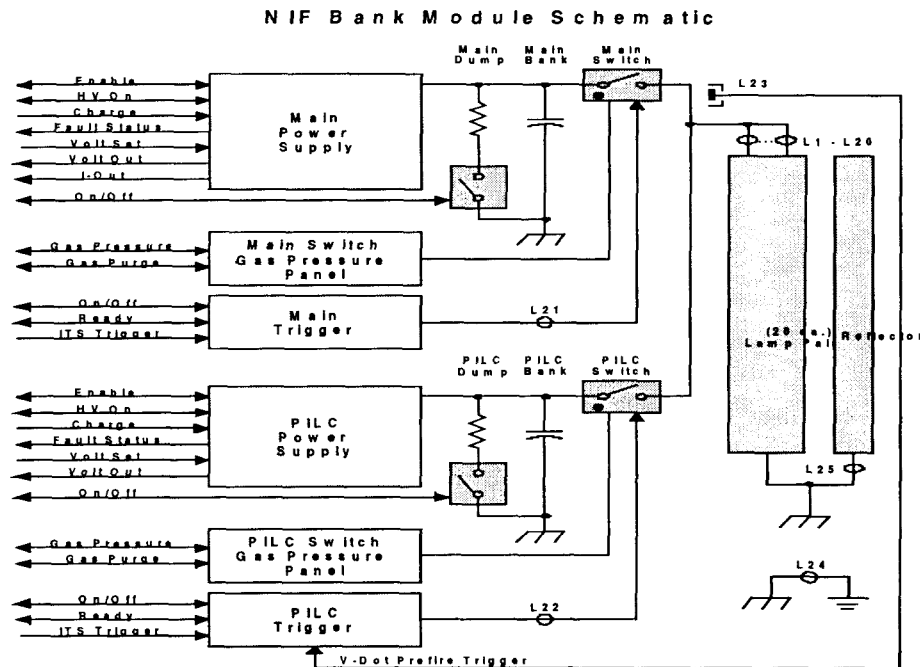 NIF Bank Module Schematic
Main Dump
Main Bank
Main Switch
L23
Enable
HV On
Charge
Fault Status
Volt Set
Volt Out
I-Out
On/Off
Main
Power
Supply
L1 - L20
Gas Pressure
Gas Purge
Main Switch
Gas Pressure
Panel
On/Off
Ready
ITS Trigger
Main
Trigger
L21
(20 ea.)
Reflector
PILC Dump
PILC Bank
PILC Switch
Enable
HV On
Charge
Fault Status
Volt Set
Volt Out
On/Off
PILC
Power
Supply
L25
Gas Pressure
Gas Purge
PILC Switch
Gas Pressure
Panel
L24
On/Off
Ready
ITS Trigger
PILC
Trigger
L22
V-Dot Prefire Trigger